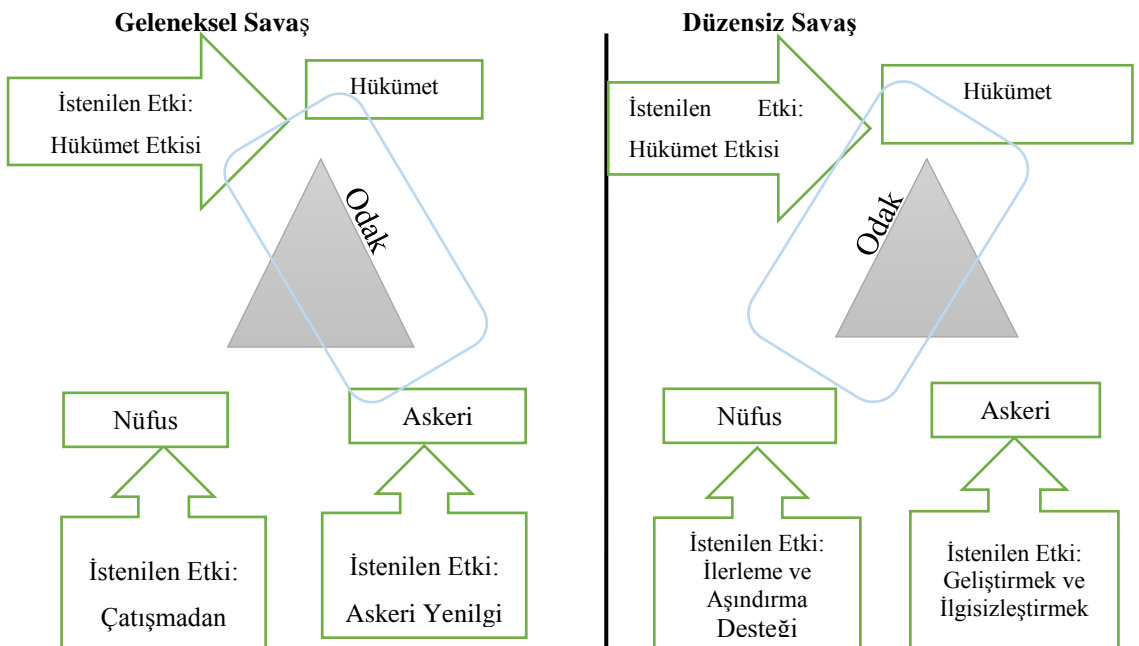 Geleneksel Savaş
İstenilen Etki:
Hükümet Etkisi
Hükümet
Odak
Nüfus
Askeri
İstenilen Etki:
Çatışmadan
İstenilen Etki:
Askeri Yenilgi
Düzensiz Savaş
İstenilen Etki:
Hükümet Etkisi
Hükümet
Odak
Nüfus
Askeri
İstenilen Etki:
İlerleme ve
Aşındırma
Desteği
İstenilen Etki:
Geliştirmek ve
İlgisizleştirmek